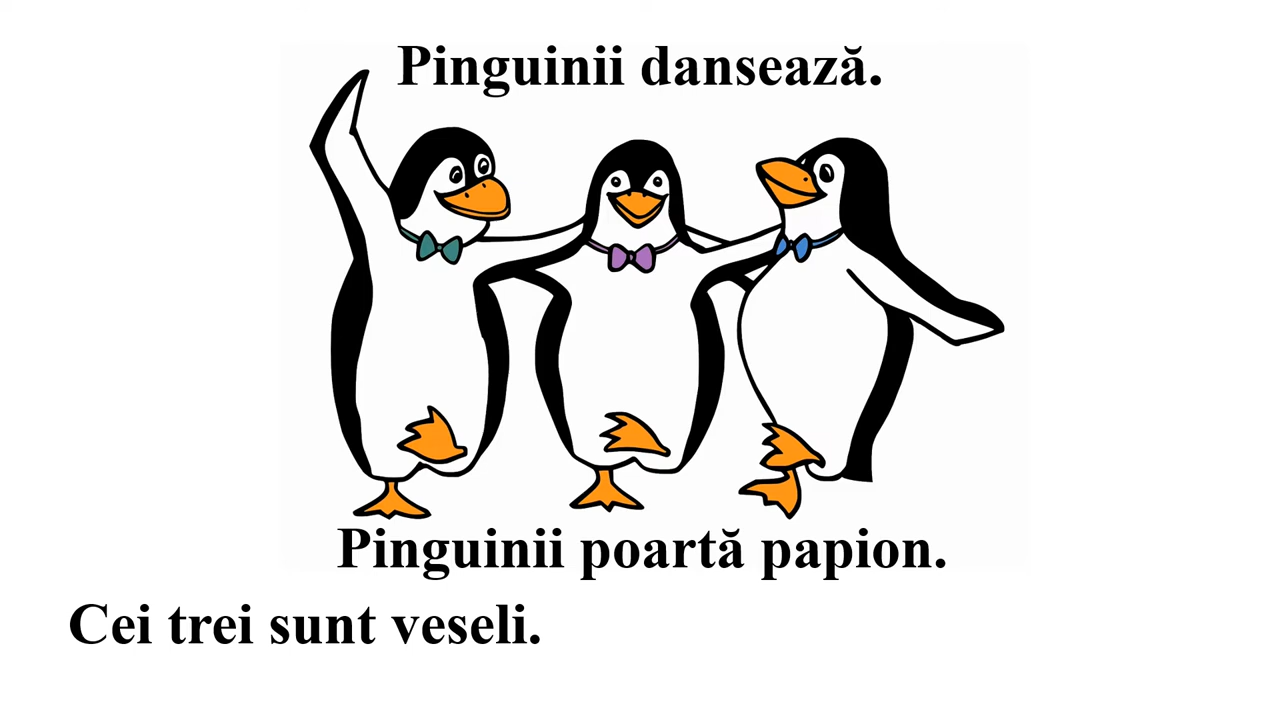 Pinguinii dansează.
Pinguinii poartă papion.
Cei trei sunt veseli.